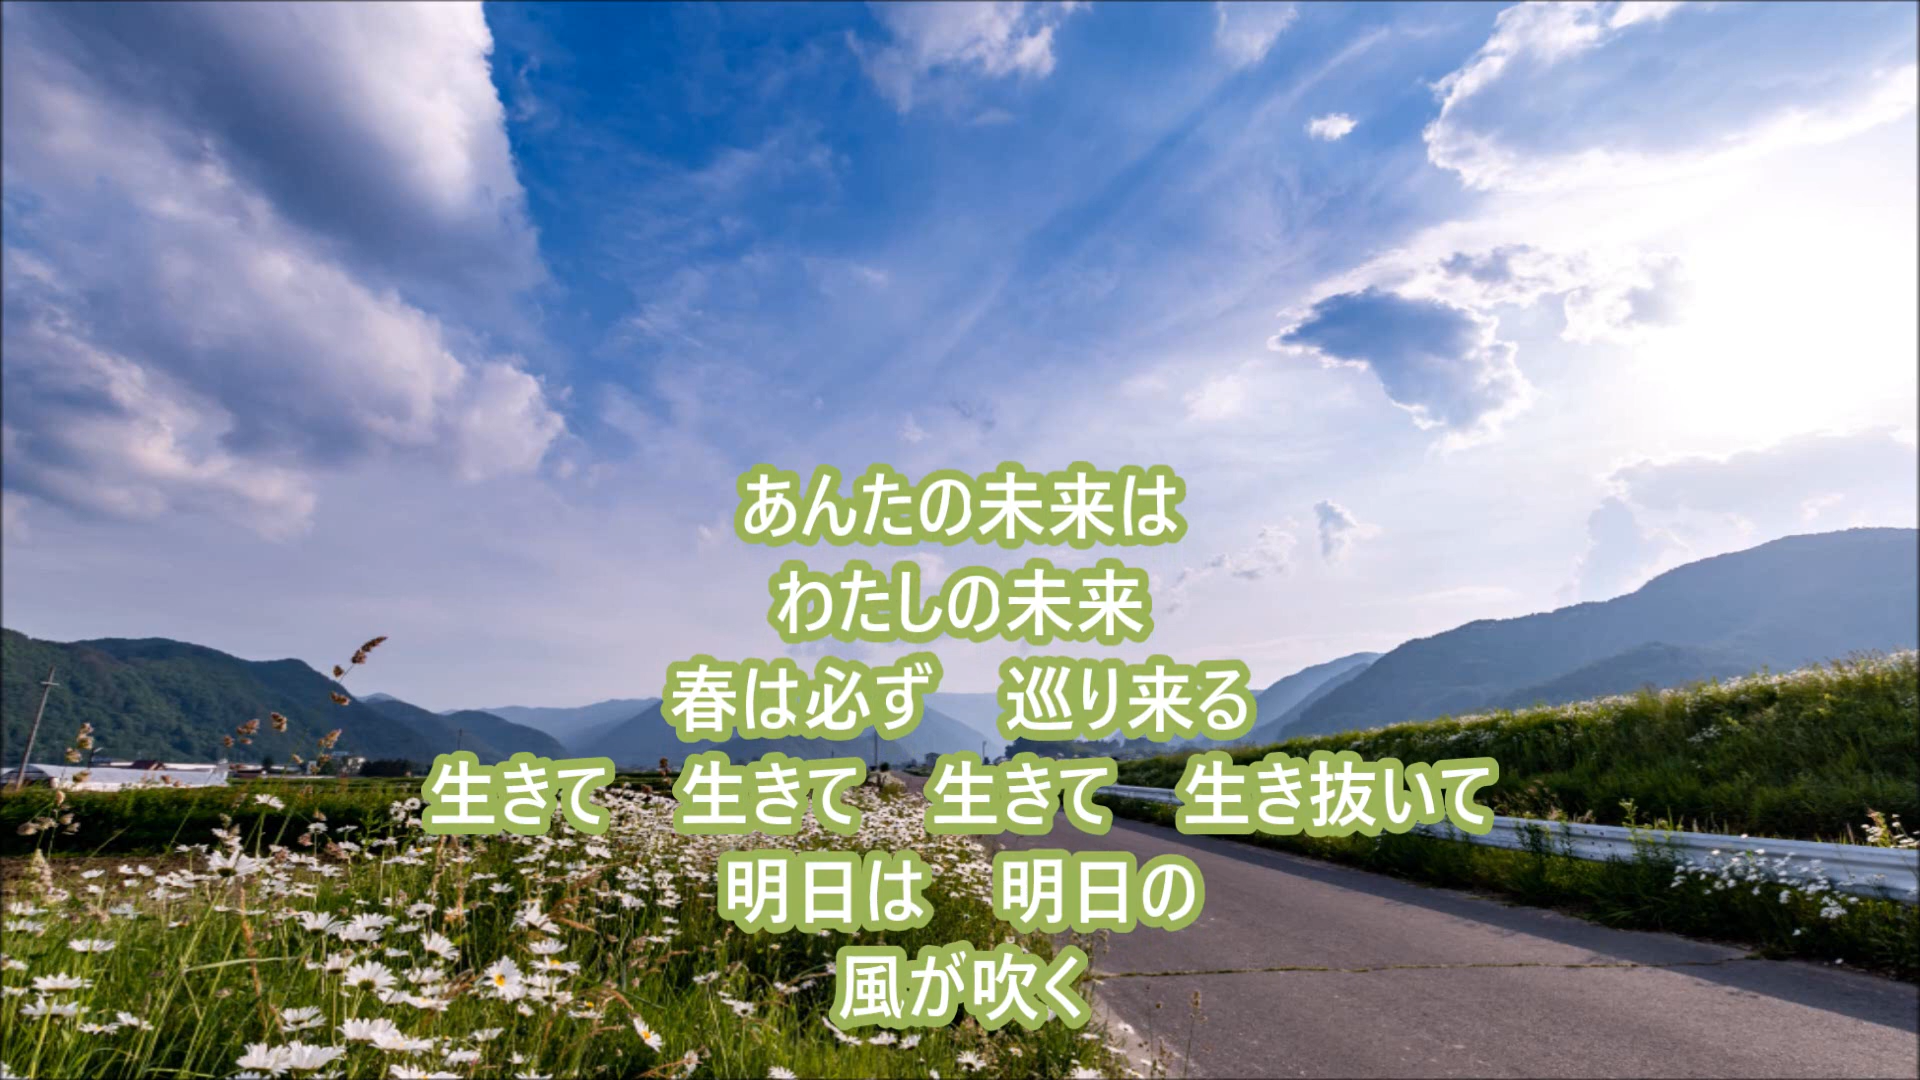 あんたの未来は
わたしの未来
春は必ず　巡り来る
生きて　生きて　生きて　生き抜いて
明日は　明日の
風が吹く